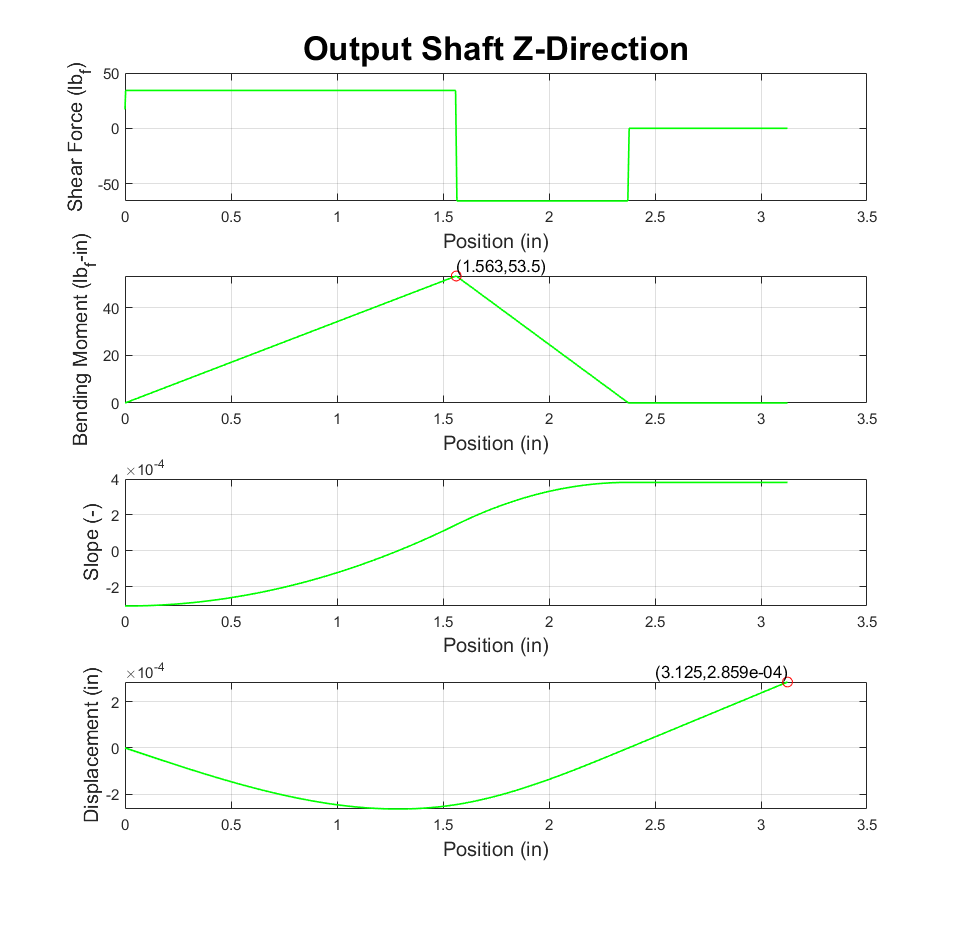 Output Shaft Z-Direction
Shear Force (lbf)
50
0
-50
0 0.5 1 1.5 2 2.5 3 3.5
Position (in)
Bending Moment (lbf-in)
(1.563,53.5)
40
20
0
0 0.5 1 1.5 2 2.5 3 3.5
Position (in)
Slope (-)
×10-4
4
2
0
-2
0 0.5 1 1.5 2 2.5 3 3.5
Position (in)
Displacement (in)
×10-4
(3.125,2.859e-04)
2
0
-2
0 0.5 1 1.5 2 2.5 3 3.5
Position (in)